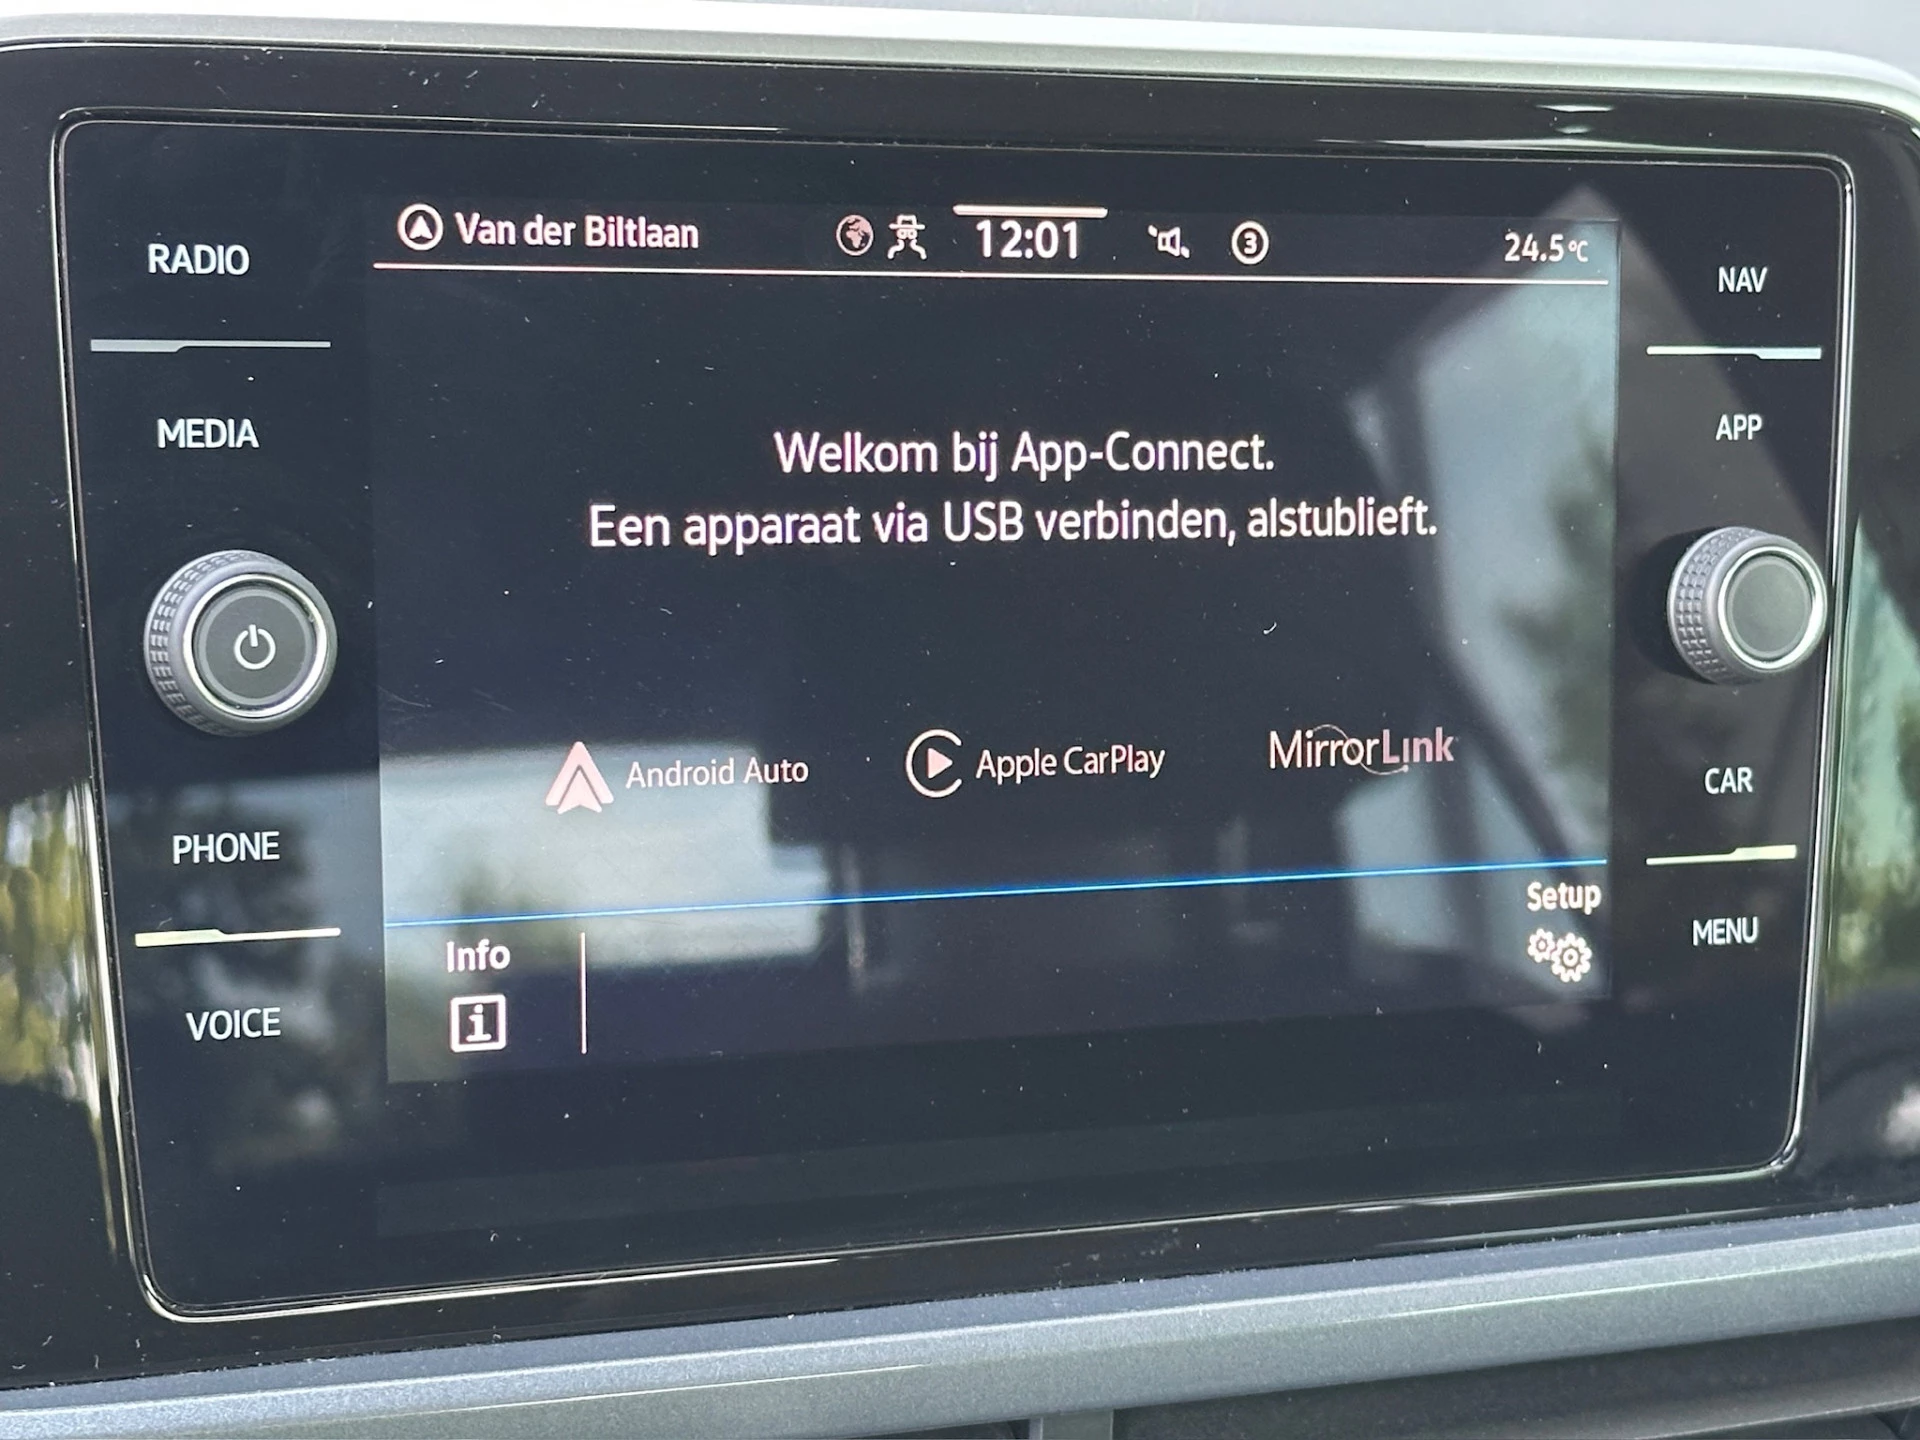 Van der Biltlaan 12:01 3 24.5°C
RADIO
MEDIA
PHONE
VOICE
Welkom bij App-Connect.
Een apparaat via USB verbinden, alstublieft.
Android Auto Apple CarPlay MirrorLink
Info
i
Setup
NAV
APP
CAR
MENU